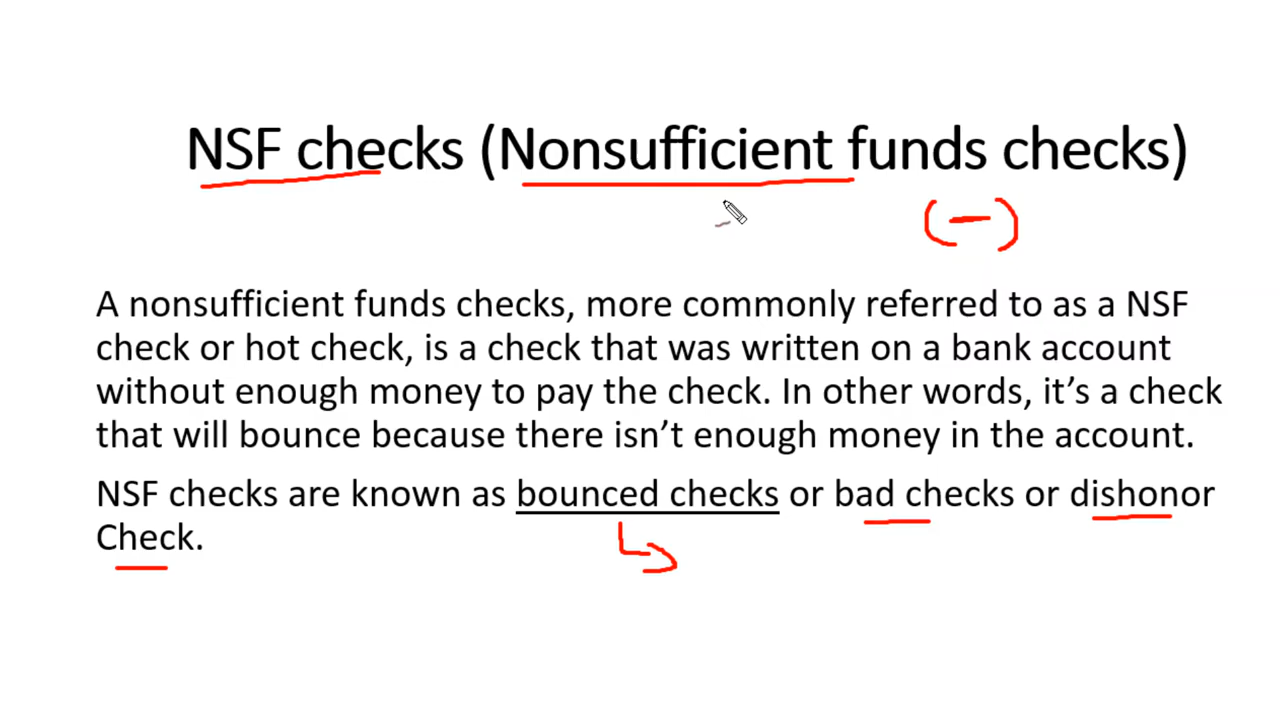 NSF checks (Nonsufficient funds checks)
(-)
A nonsufficient funds checks, more commonly referred to as a NSF
check or hot check, is a check that was written on a bank account
without enough money to pay the check. In other words, it’s a check
that will bounce because there isn’t enough money in the account.
NSF checks are known as bounced checks or bad checks or dishonor
Check.